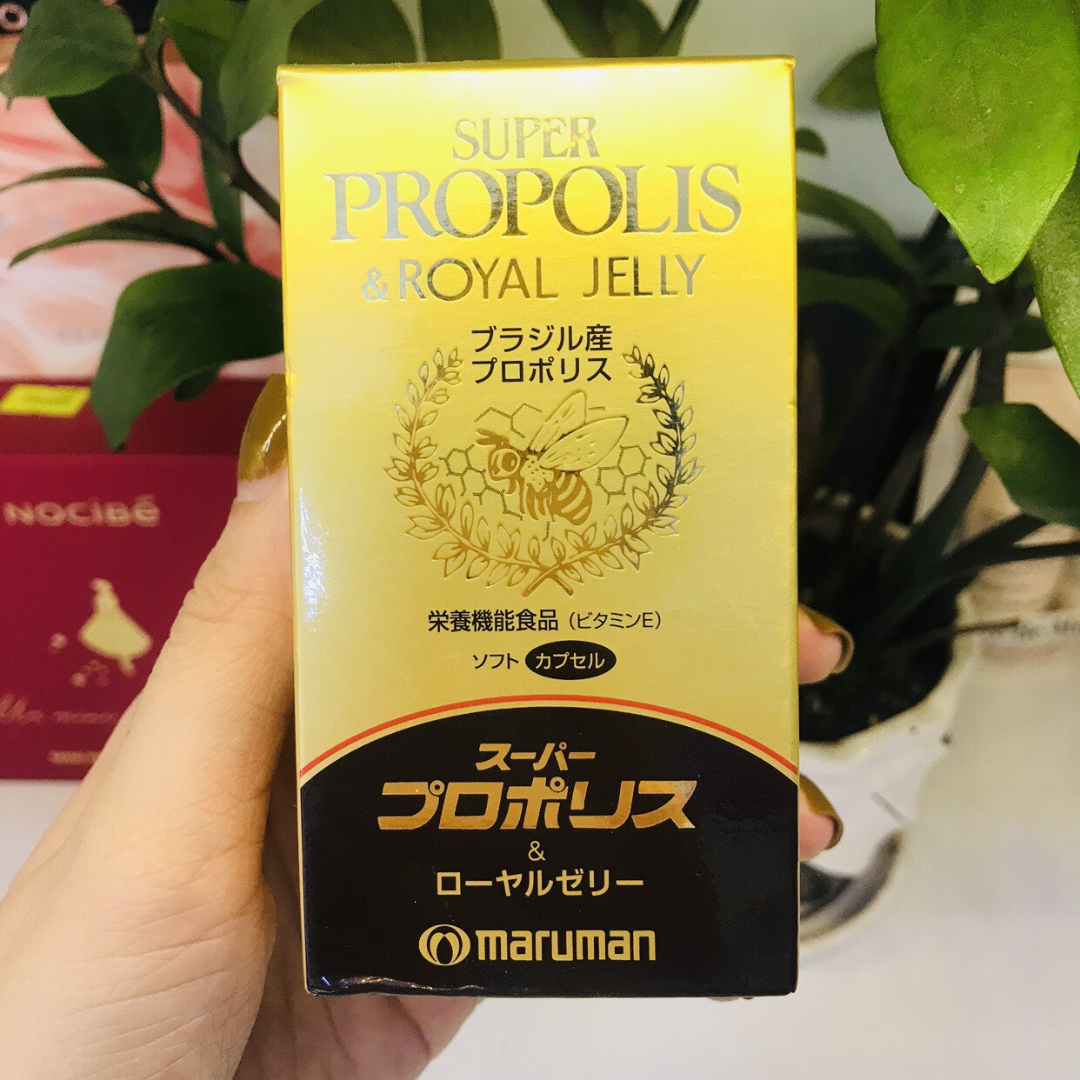 SUPER
PROPOLIS
& ROYAL JELLY
ブラジル産
プロポリス
栄養機能食品（ビタミンE）
ソフト カプセル
スーパー
プロポリス
&
ローヤルゼリー
maruman
NOCIBÉ